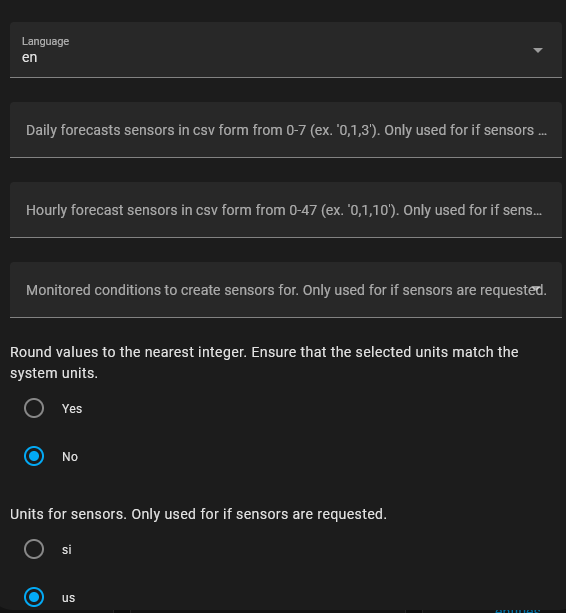 Language
en
Daily forecasts sensors in csv form from 0-7 (ex. '0,1,3'). Only used for if sensors ...
Hourly forecast sensors in csv form from 0-47 (ex. '0,1,10'). Only used for if sens...
Monitored conditions to create sensors for. Only used for if sensors are requested.
Round values to the nearest integer. Ensure that the selected units match the
system units.
Yes
No
Units for sensors. Only used for if sensors are requested.
si
us